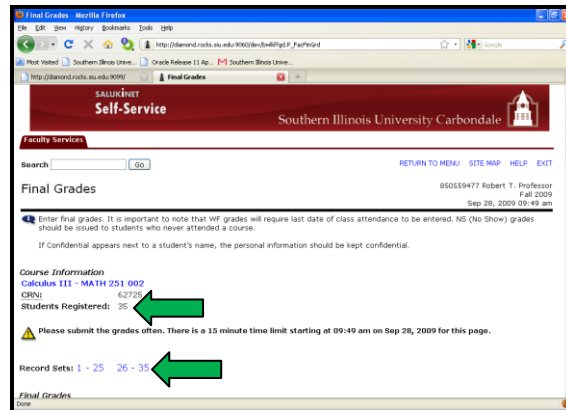 Final Grades - Mozilla Firefox
File Edit View History Bookmarks Tools Help
http://diamond.rocks.siu.edu:9060/dev/bwlkffgd.P_FacFinGrd
Google
Most Visited Southern Illinois Unive... Oracle Release 11 Ap... Southern Illinois Unive...
http://diamond.rocks.siu.edu:9099/ Final Grades
SALUKINET
Self-Service
Southern Illinois University Carbondale
Faculty Services
Search Go
RETURN TO MENU SITE MAP HELP EXIT
Final Grades
850559477 Robert T. Professor
Fall 2009
Sep 28, 2009 09:49 am
Enter final grades. It is important to note that WF grades will require last date of class attendance to be entered. NS (No Show) grades
should be issued to students who never attended a course.
If Confidential appears next to a student's name, the personal information should be kept confidential.
Course Information
Calculus III - MATH 251 002
CRN: 62725
Students Registered: 35
Please submit the grades often. There is a 15 minute time limit starting at 09:49 am on Sep 28, 2009 for this page.
Record Sets: 1 - 25 26 - 35
Final Grades
Done